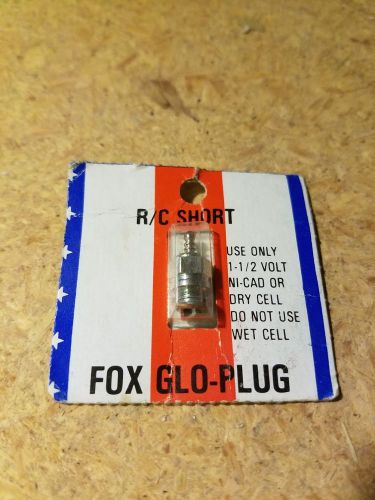 R/C SHORT
USE ONLY
1-1/2 VOLT
NI-CAD OR
DRY CELL
DO NOT USE
WET CELL
FOX GLO-PLUG